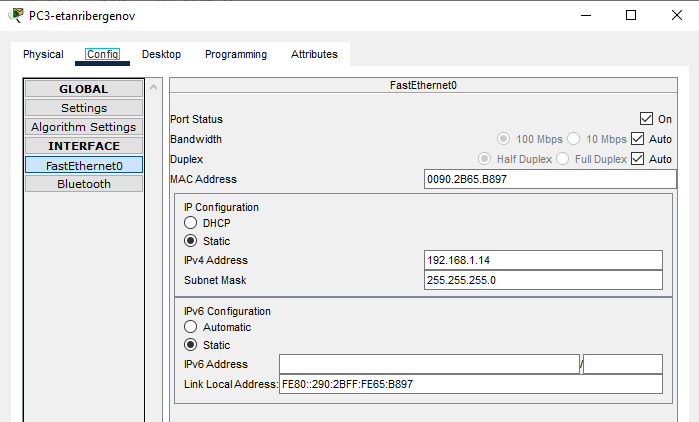 PC3-etanribergenov
Physical Config Desktop Programming Attributes
GLOBAL
Settings
Algorithm Settings
INTERFACE
FastEthernet0
Bluetooth
FastEthernet0
Port Status On
Bandwidth 100 Mbps 10 Mbps Auto
Duplex Half Duplex Full Duplex Auto
MAC Address 0090.2B65.B897
IP Configuration
DHCP
Static
IPv4 Address 192.168.1.14
Subnet Mask 255.255.255.0
IPv6 Configuration
Automatic
Static
IPv6 Address /
Link Local Address: FE80::290:2BFF:FE65:B897